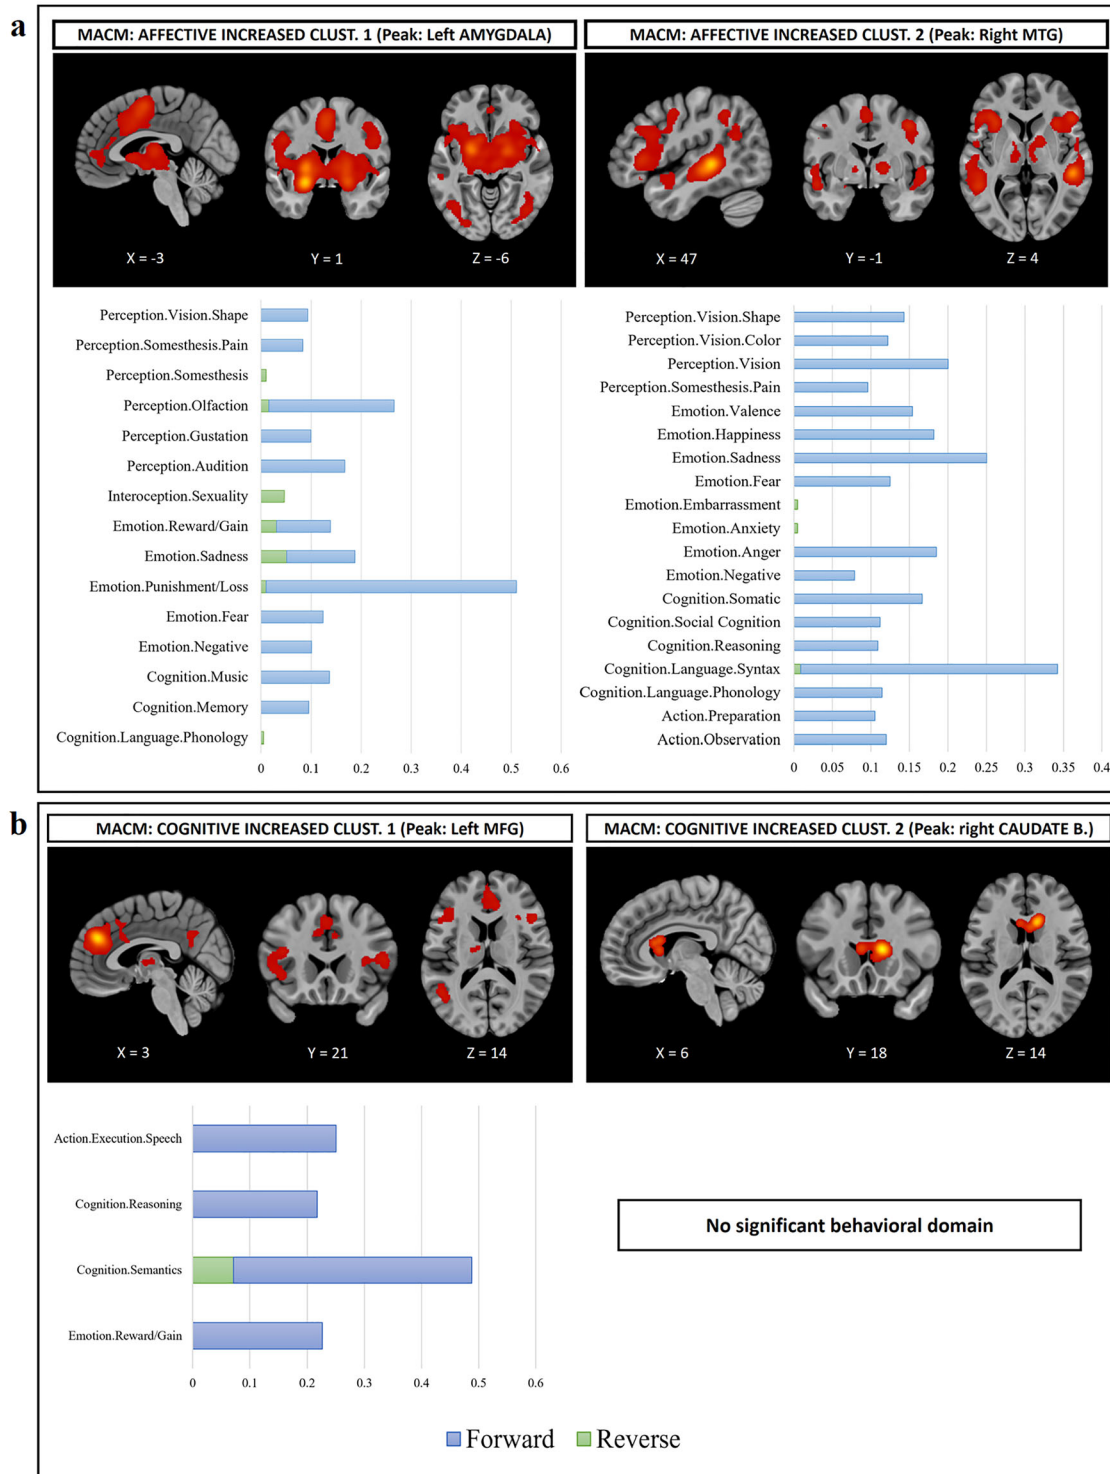 a
MACM: AFFECTIVE INCREASED CLUST. 1 (Peak: Left AMYGDALA)
X = -3
Y = 1
Z = -6
Perception.Vision.Shape
Perception.Somesthesis.Pain
Perception.Somesthesis
Perception.Olfaction
Perception.Gustation
Perception.Audition
Interoception.Sexuality
Emotion.Reward/Gain
Emotion.Sadness
Emotion.Punishment/Loss
Emotion.Fear
Emotion.Negative
Cognition.Music
Cognition.Memory
Cognition.Language.Phonology
0 0.1 0.2 0.3 0.4 0.5 0.6
MACM: AFFECTIVE INCREASED CLUST. 2 (Peak: Right MTG)
X = 47
Y = -1
Z = 4
Perception.Vision.Shape
Perception.Vision.Color
Perception.Vision
Perception.Somesthesis.Pain
Emotion.Valence
Emotion.Happiness
Emotion.Sadness
Emotion.Fear
Emotion.Embarrassment
Emotion.Anxiety
Emotion.Anger
Emotion.Negative
Cognition.Somatic
Cognition.Social Cognition
Cognition.Reasoning
Cognition.Language.Syntax
Cognition.Language.Phonology
Action.Preparation
Action.Observation
0 0.05 0.1 0.15 0.2 0.25 0.3 0.35 0.4
b
MACM: COGNITIVE INCREASED CLUST. 1 (Peak: Left MFG)
X = 3
Y = 21
Z = 14
Action.Execution.Speech
Cognition.Reasoning
Cognition.Semantics
Emotion.Reward/Gain
0 0.1 0.2 0.3 0.4 0.5 0.6
MACM: COGNITIVE INCREASED CLUST. 2 (Peak: right CAUDATE B.)
X = 6
Y = 18
Z = 14
No significant behavioral domain
Forward Reverse